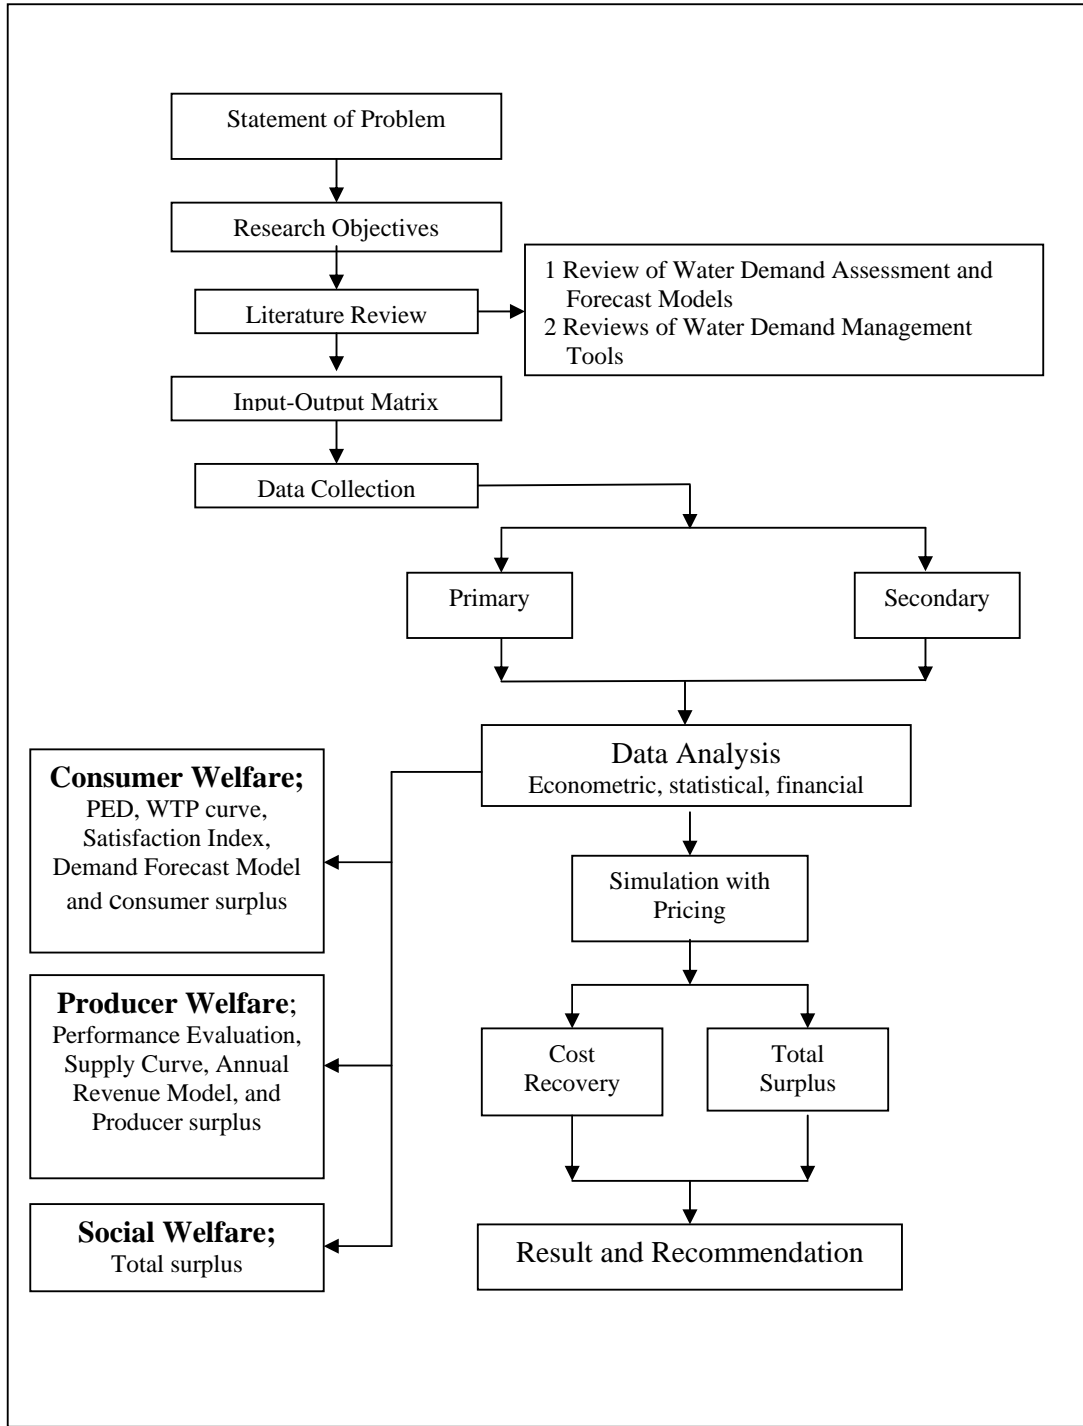 Statement of Problem
Research Objectives
Literature Review
1 Review of Water Demand Assessment and
Forecast Models
2 Reviews of Water Demand Management
Tools
Input-Output Matrix
Data Collection
Primary
Secondary
Data Analysis
Econometric, statistical, financial
Consumer Welfare;
PED, WTP curve,
Satisfaction Index,
Demand Forecast Model
and consumer surplus
Simulation with
Pricing
Producer Welfare;
Performance Evaluation,
Supply Curve, Annual
Revenue Model, and
Producer surplus
Cost
Recovery
Total
Surplus
Social Welfare;
Total surplus
Result and Recommendation